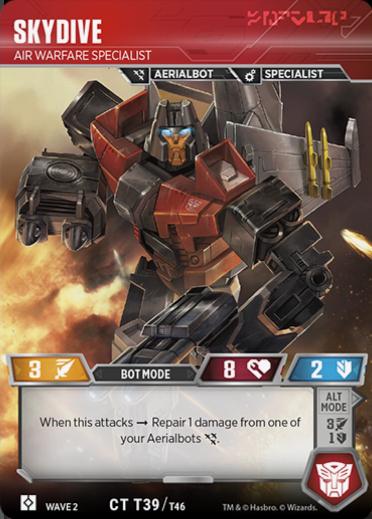 SKYDIVE
AIR WARFARE SPECIALIST
AERIALBOT
SPECIALIST
3
BOT MODE
8
2
When this attacks → Repair 1 damage from one of
your Aerialbots.
ALT
MODE
3
1
WAVE 2
CT T39/T46
TM & © Hasbro. © Wizards.